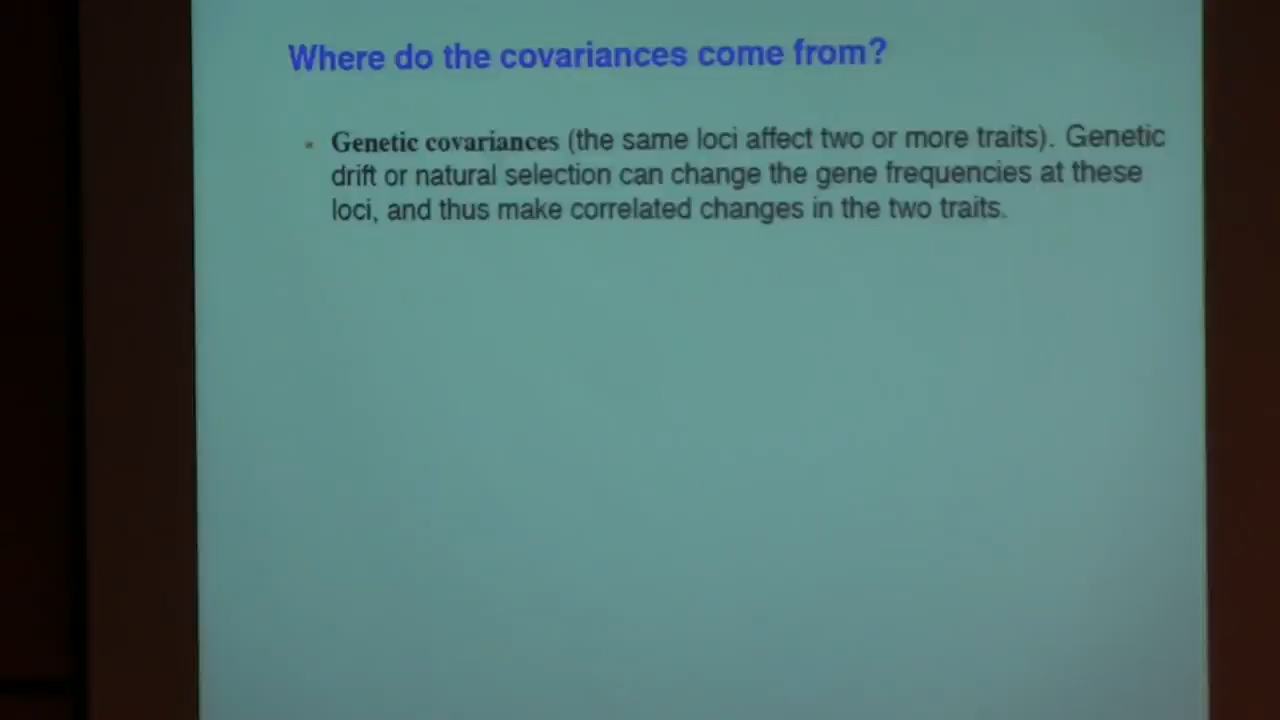 Where do the covariances come from?
Genetic covariances (the same loci affect two or more traits). Genetic
drift or natural selection can change the gene frequencies at these
loci, and thus make correlated changes in the two traits.